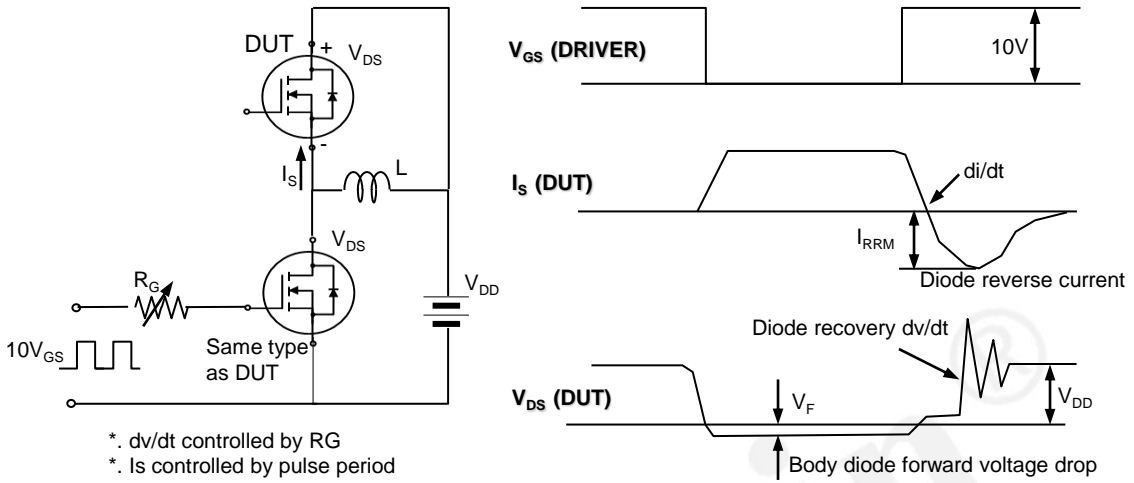 DUT
+
V_DS
-
I_S
L
V_DS
R_G
V_DD
10V_GS
Same type
as DUT
*. dv/dt controlled by RG
*. Is controlled by pulse period
V_GS (DRIVER)
10V
I_S (DUT)
di/dt
I_RRM
Diode reverse current
Diode recovery dv/dt
V_DS (DUT)
V_F
V_DD
Body diode forward voltage drop